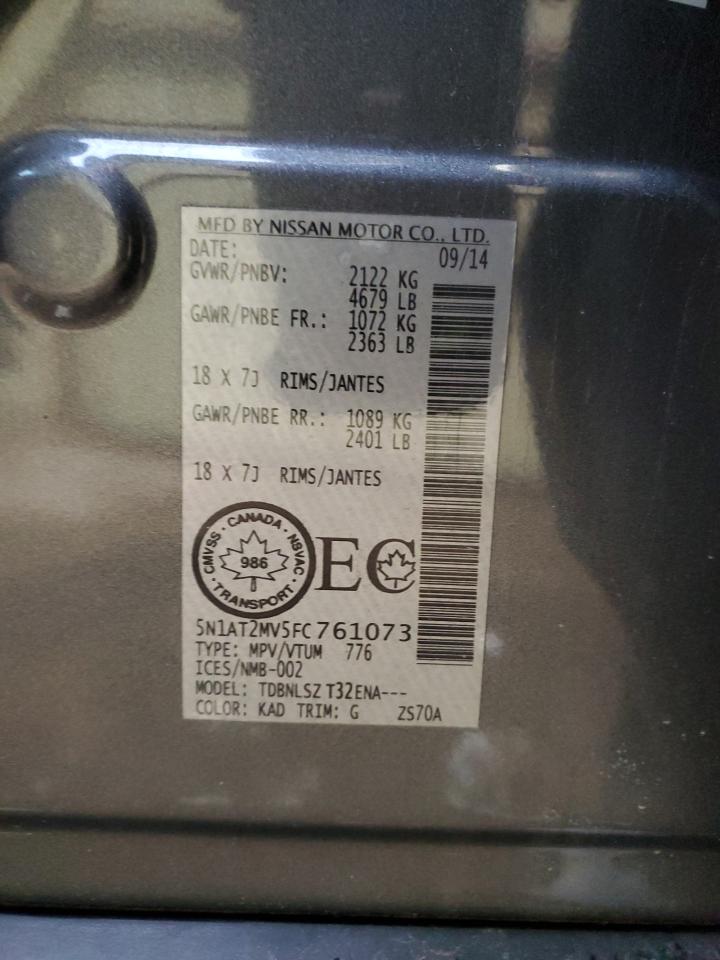 MFD BY NISSAN MOTOR CO., LTD.
DATE: 09/14
GVWR/PNBV: 2122 KG
4679 LB
GAWR/PNBE FR.: 1072 KG
2363 LB
18 X 7J RIMS/JANTES
GAWR/PNBE RR.: 1089 KG
2401 LB
18 X 7J RIMS/JANTES
CMVSS · CANADA · NSVAC · TRANSPORT ·
986
EC
5N1AT2MV5FC761073
TYPE: MPV/VTUM 776
ICES/NMB-002
MODEL: TDBNLSZ T32ENA---
COLOR: KAD TRIM: G ZS70A